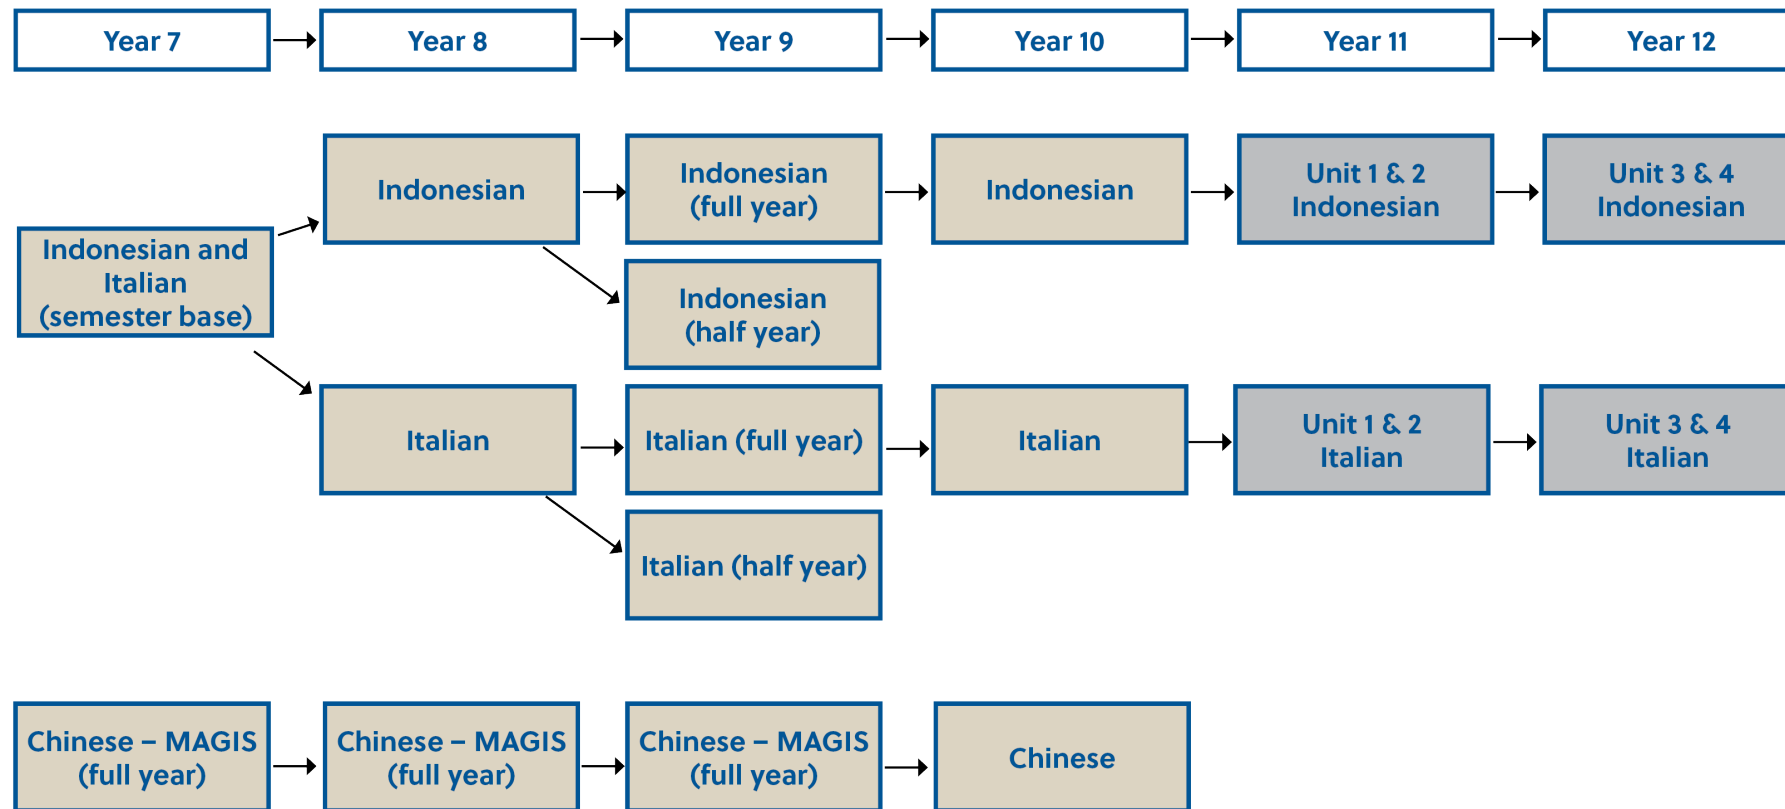 Year 7
Year 8
Year 9
Year 10
Year 11
Year 12
Indonesian and
Italian
(semester base)
Indonesian
Indonesian
(full year)
Indonesian
Unit 1 & 2
Indonesian
Unit 3 & 4
Indonesian
Indonesian
(half year)
Italian
Italian (full year)
Italian
Unit 1 & 2
Italian
Unit 3 & 4
Italian
Italian (half year)
Chinese – MAGIS
(full year)
Chinese – MAGIS
(full year)
Chinese – MAGIS
(full year)
Chinese